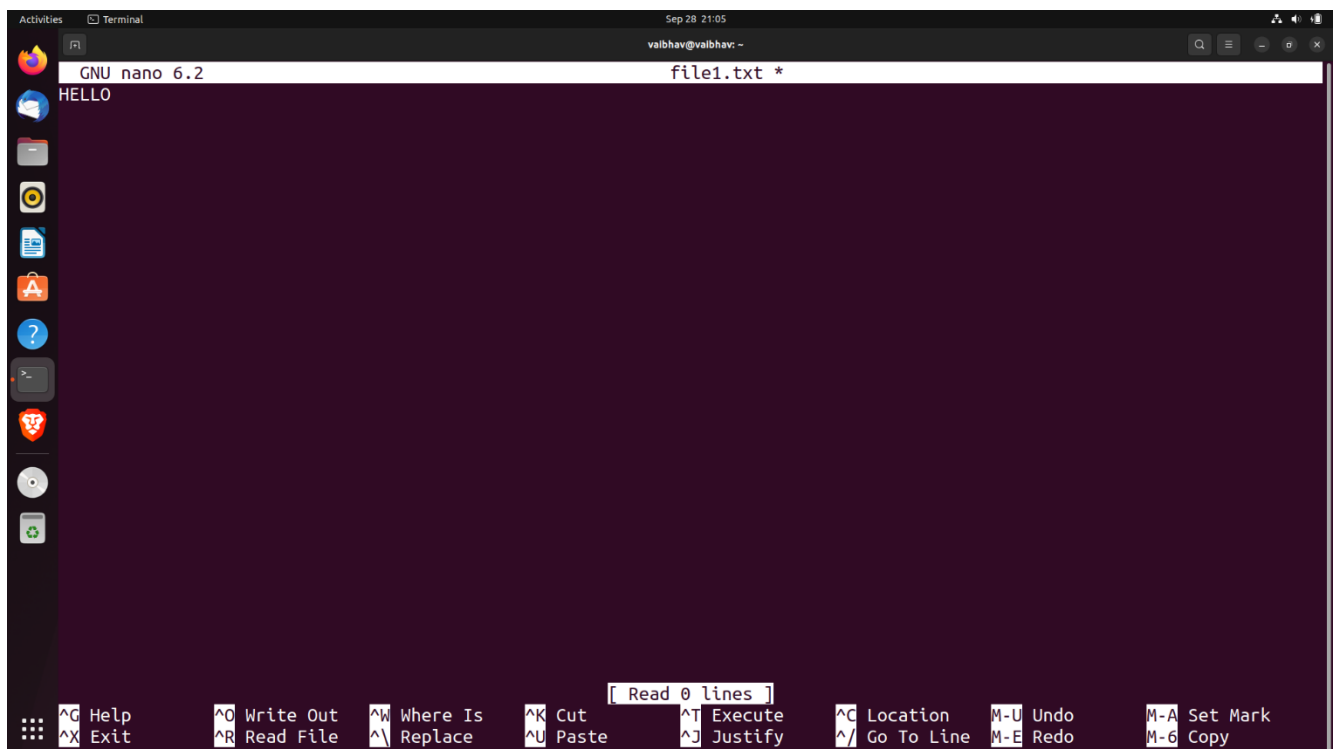 Activities Terminal Sep 28 21:05
vaibhav@vaibhav: ~
GNU nano 6.2 file1.txt *
HELLO
[ Read 0 lines ]
^G Help ^O Write Out ^W Where Is ^K Cut ^T Execute ^C Location M-U Undo M-A Set Mark
^X Exit ^R Read File ^\ Replace ^U Paste ^J Justify ^/ Go To Line M-E Redo M-6 Copy